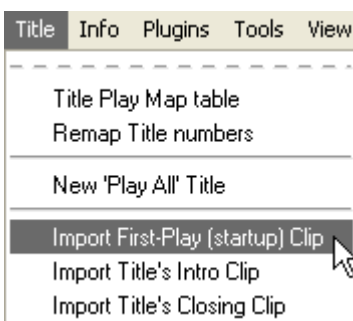 Title Info Plugins Tools View
Title Play Map table
Remap Title numbers
New 'Play All' Title
Import First-Play (startup) Clip
Import Title's Intro Clip
Import Title's Closing Clip